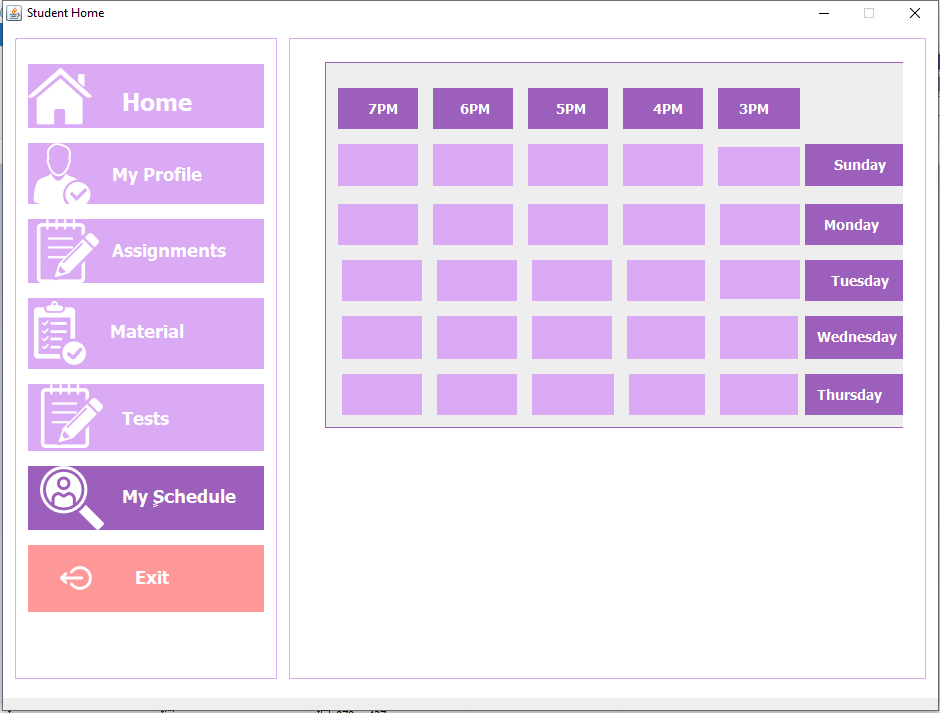 Student Home
Home
My Profile
Assignments
Material
Tests
My Schedule
Exit
7PM 6PM 5PM 4PM 3PM
Sunday
Monday
Tuesday
Wednesday
Thursday